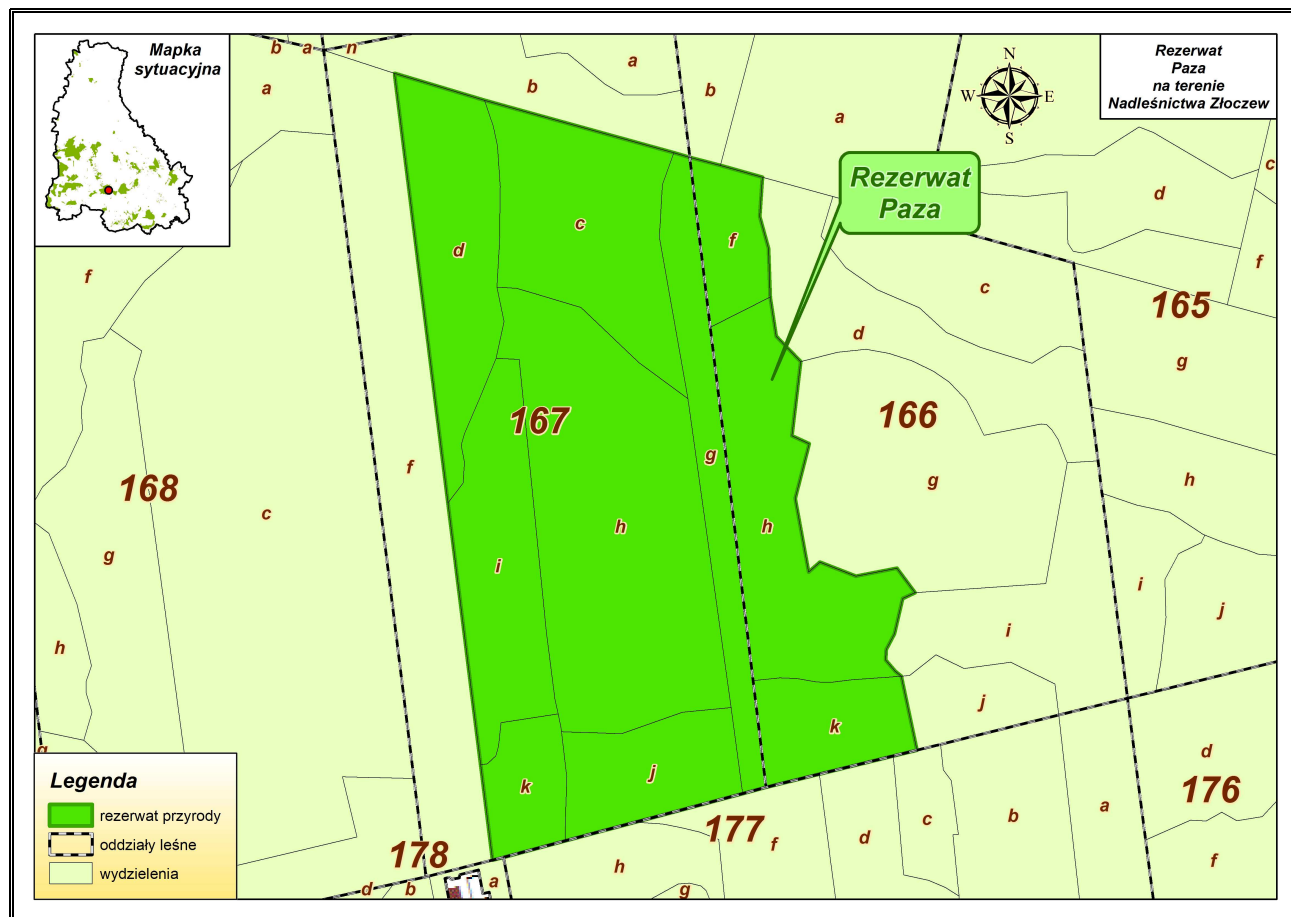 Mapka
sytuacyjna
Rezerwat
Paza
na terenie
Nadleśnictwa Złoczew
N
W E
S
Rezerwat
Paza
b a n
a
b
a
b
a
c
d
f
c
d
f
f
d
c
165
g
167
166
168
f
g
g
h
c
g
h
h
i
h
i
i
j
j
g
k
k
j
d
176
a
b
c
d
f
177
178
h
g
f
a
b
d
Legenda
rezerwat przyrody
oddziały leśne
wydzielenia